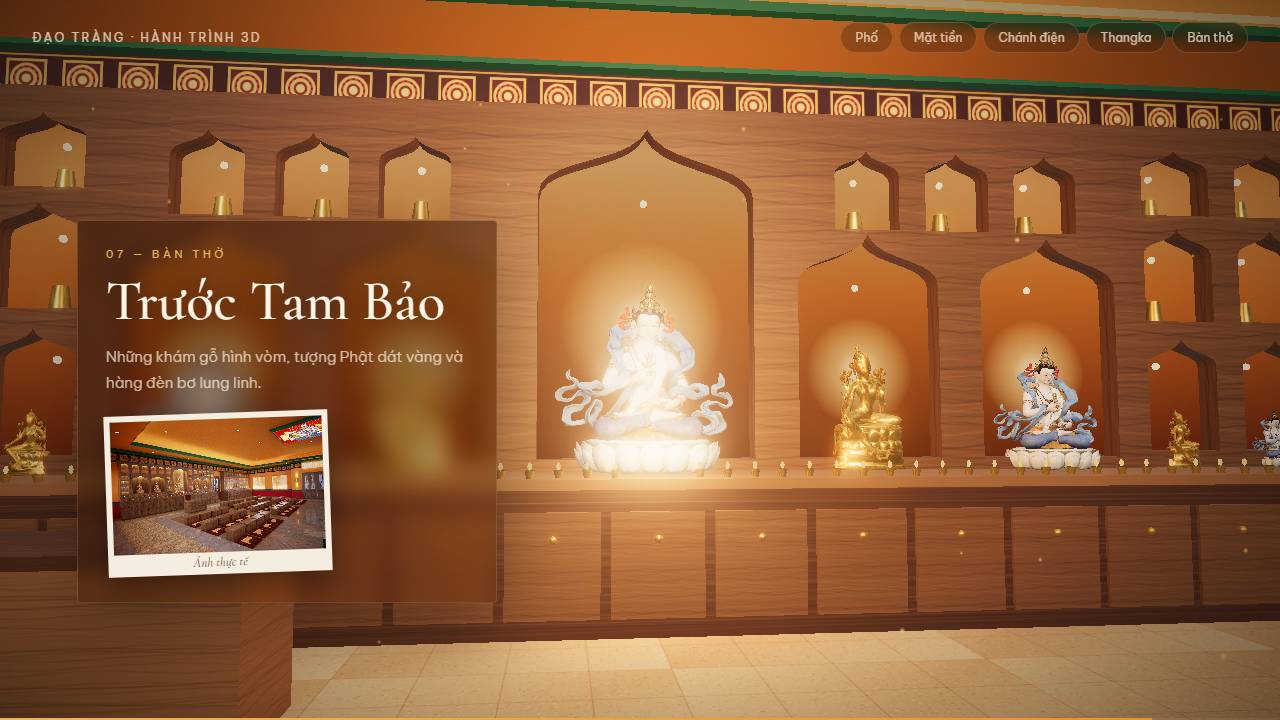 ĐẠO TRÀNG · HÀNH TRÌNH 3D
Phố
Mặt tiền
Chánh điện
Thangka
Bàn thờ
07 — BÀN THỜ
Trước Tam Bảo
Những khám gỗ hình vòm, tượng Phật dát vàng và
hàng đèn bơ lung linh.
Ảnh thực tế